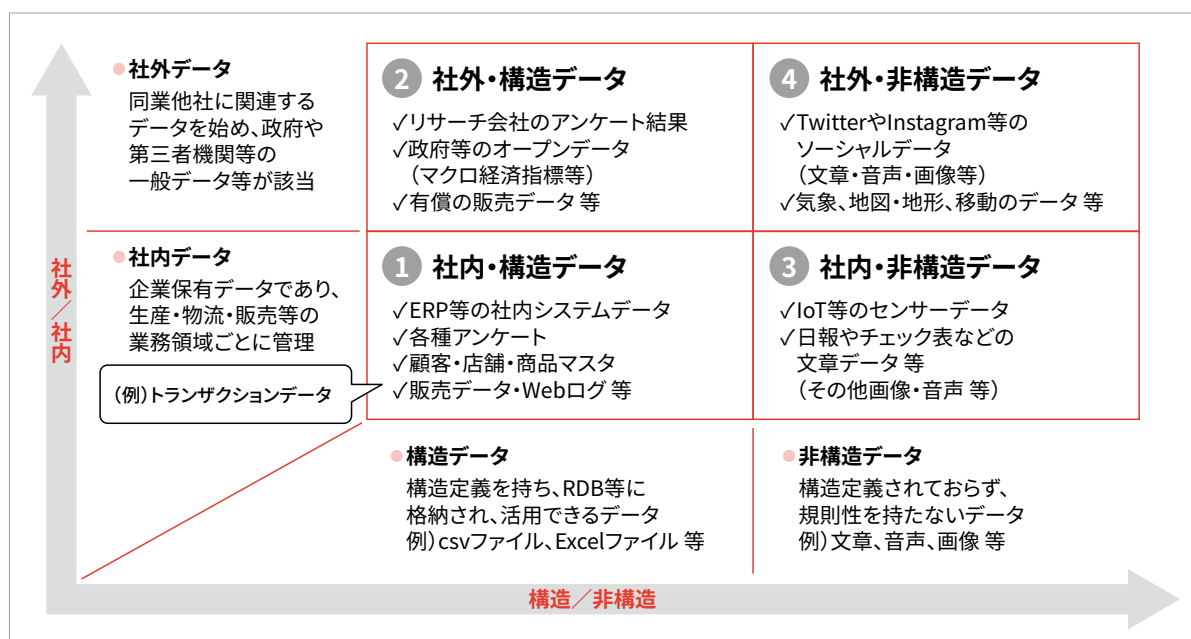 ●社外データ
同業他社に関連する
データを始め、政府や
第三者機関等の
一般データ等が該当
2 社外・構造データ
✓リサーチ会社のアンケート結果
✓政府等のオープンデータ
（マクロ経済指標等）
✓有償の販売データ 等
4 社外・非構造データ
✓TwitterやInstagram等の
ソーシャルデータ
（文章・音声・画像等）
✓気象、地図・地形、移動のデータ 等
社外／社内
●社内データ
企業保有データであり、
生産・物流・販売等の
業務領域ごとに管理
（例）トランザクションデータ
1 社内・構造データ
✓ERP等の社内システムデータ
✓各種アンケート
✓顧客・店舗・商品マスタ
✓販売データ・Webログ 等
3 社内・非構造データ
✓IoT等のセンサーデータ
✓日報やチェック表などの
文章データ 等
（その他画像・音声 等）
●構造データ
構造定義を持ち、RDB等に
格納され、活用できるデータ
例）csvファイル、Excelファイル 等
●非構造データ
構造定義されておらず、
規則性を持たないデータ
例）文章、音声、画像 等
構造／非構造